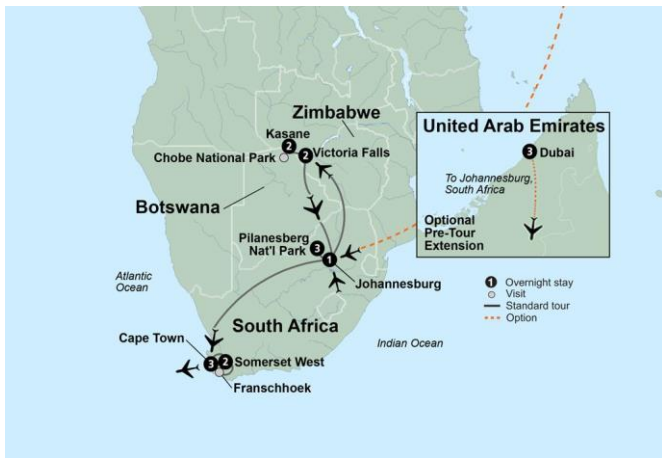 Zimbabwe
Kasane
2
2
Victoria Falls
Chobe National Park
Botswana
Pilanesberg
Nat'l Park
3
1
Johannesburg
Atlantic
Ocean
South Africa
Cape Town
3
2
Somerset West
Franschhoek
Indian Ocean
United Arab Emirates
3
Dubai
To Johannesburg,
South Africa
Optional
Pre-Tour
Extension
1
Overnight stay
Visit
Standard tour
Option